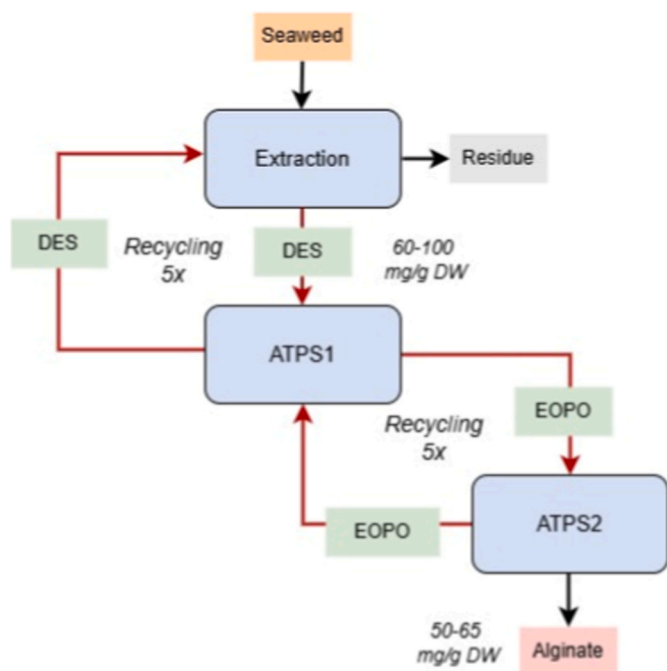 Seaweed
Extraction
Residue
DES
Recycling
5x
DES
60-100
mg/g DW
ATPS1
Recycling
5x
EOPO
EOPO
ATPS2
50-65
mg/g DW
Alginate